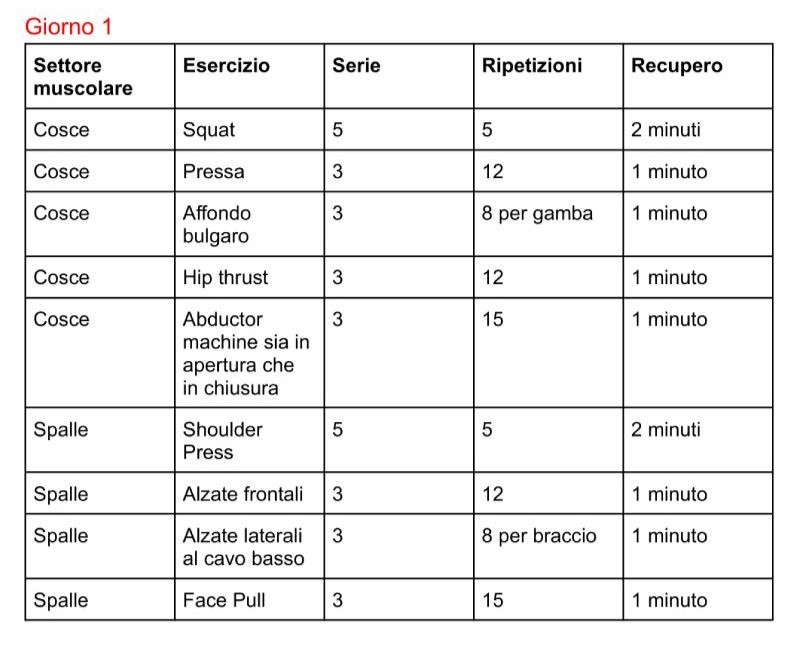 Giorno 1
Settore muscolare Esercizio Serie Ripetizioni Recupero
Cosce Squat 5 5 2 minuti
Cosce Pressa 3 12 1 minuto
Cosce Affondo bulgaro 3 8 per gamba 1 minuto
Cosce Hip thrust 3 12 1 minuto
Cosce Abductor machine sia in apertura che in chiusura 3 15 1 minuto
Spalle Shoulder Press 5 5 2 minuti
Spalle Alzate frontali 3 12 1 minuto
Spalle Alzate laterali al cavo basso 3 8 per braccio 1 minuto
Spalle Face Pull 3 15 1 minuto